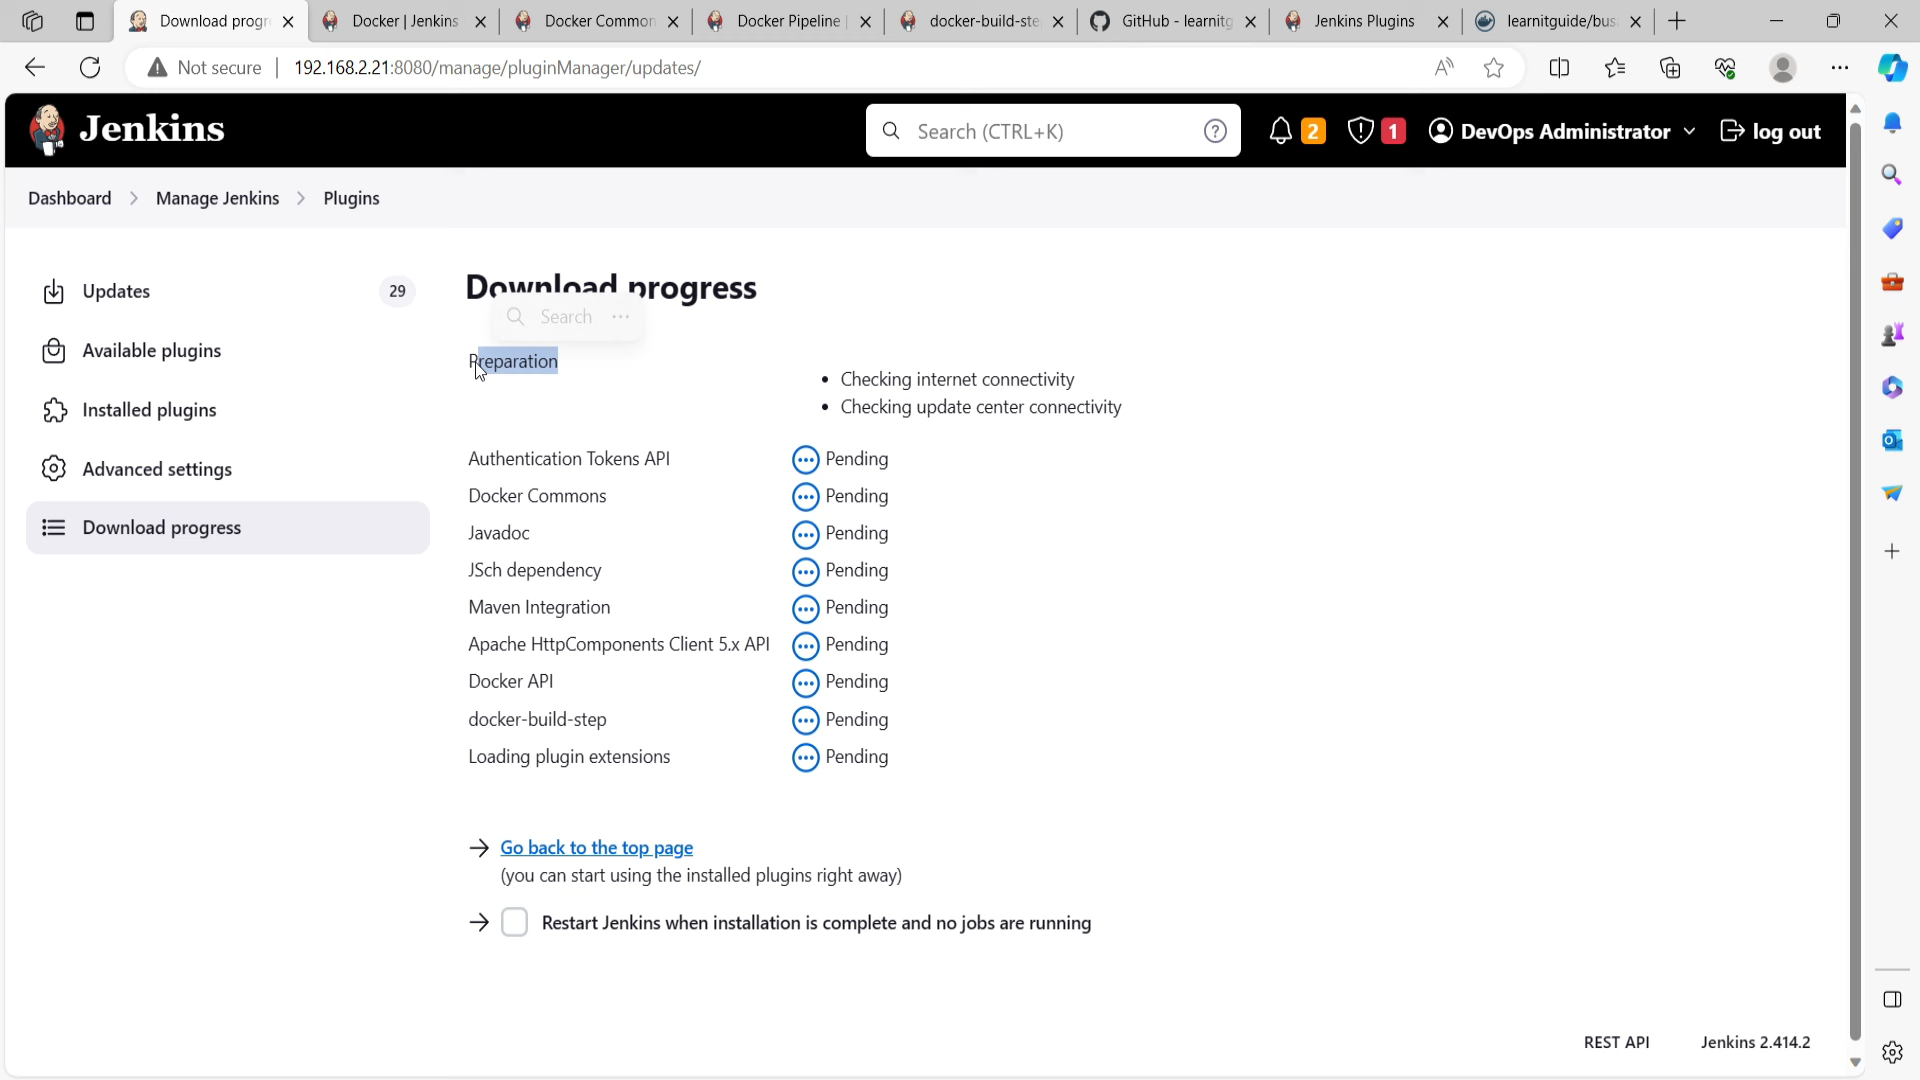 Download progre
Docker | Jenkins
Docker Common
Docker Pipeline |
docker-build-ste
GitHub - learnitg
Jenkins Plugins
learnitguide/bus
Not secure
192.168.2.21:8080/manage/pluginManager/updates/
Jenkins
Search (CTRL+K)
2
1
DevOps Administrator
log out
Dashboard
Manage Jenkins
Plugins
Updates
29
Available plugins
Installed plugins
Advanced settings
Download progress
Download progress
Search
Preparation
• Checking internet connectivity
• Checking update center connectivity
Authentication Tokens API Pending
Docker Commons Pending
Javadoc Pending
JSch dependency Pending
Maven Integration Pending
Apache HttpComponents Client 5.x API Pending
Docker API Pending
docker-build-step Pending
Loading plugin extensions Pending
Go back to the top page
(you can start using the installed plugins right away)
Restart Jenkins when installation is complete and no jobs are running
REST API
Jenkins 2.414.2